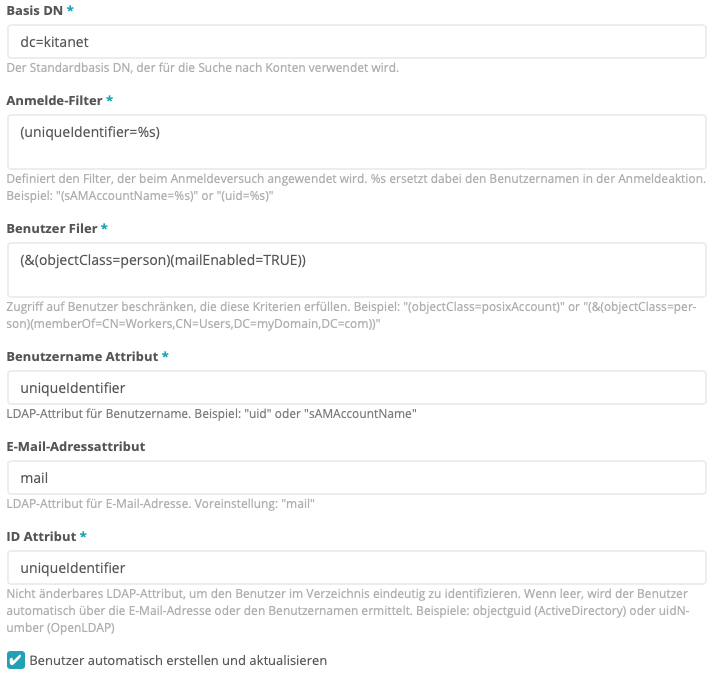 Basis DN *
dc=kitanet
Der Standardbasis DN, der für die Suche nach Konten verwendet wird.
Anmelde-Filter *
(uniqueIdentifier=%s)
Definiert den Filter, der beim Anmeldeversuch angewendet wird. %s ersetzt dabei den Benutzernamen in der Anmeldeaktion.
Beispiel: "(sAMAccountName=%s)" or "(uid=%s)"
Benutzer Filer *
(&(objectClass=person)(mailEnabled=TRUE))
Zugriff auf Benutzer beschränken, die diese Kriterien erfüllen. Beispiel: "(objectClass=posixAccount)" or "(&(objectClass=per-
son)(memberOf=CN=Workers,CN=Users,DC=myDomain,DC=com))"
Benutzername Attribut *
uniqueIdentifier
LDAP-Attribut für Benutzername. Beispiel: "uid" oder "sAMAccountName"
E-Mail-Adressattribut
mail
LDAP-Attribut für E-Mail-Adresse. Voreinstellung: "mail"
ID Attribut *
uniqueIdentifier
Nicht änderbares LDAP-Attribut, um den Benutzer im Verzeichnis eindeutig zu identifizieren. Wenn leer, wird der Benutzer
automatisch über die E-Mail-Adresse oder den Benutzernamen ermittelt. Beispiele: objectguid (ActiveDirectory) or uidN-
umber (OpenLDAP)
Benutzer automatisch erstellen und aktualisieren